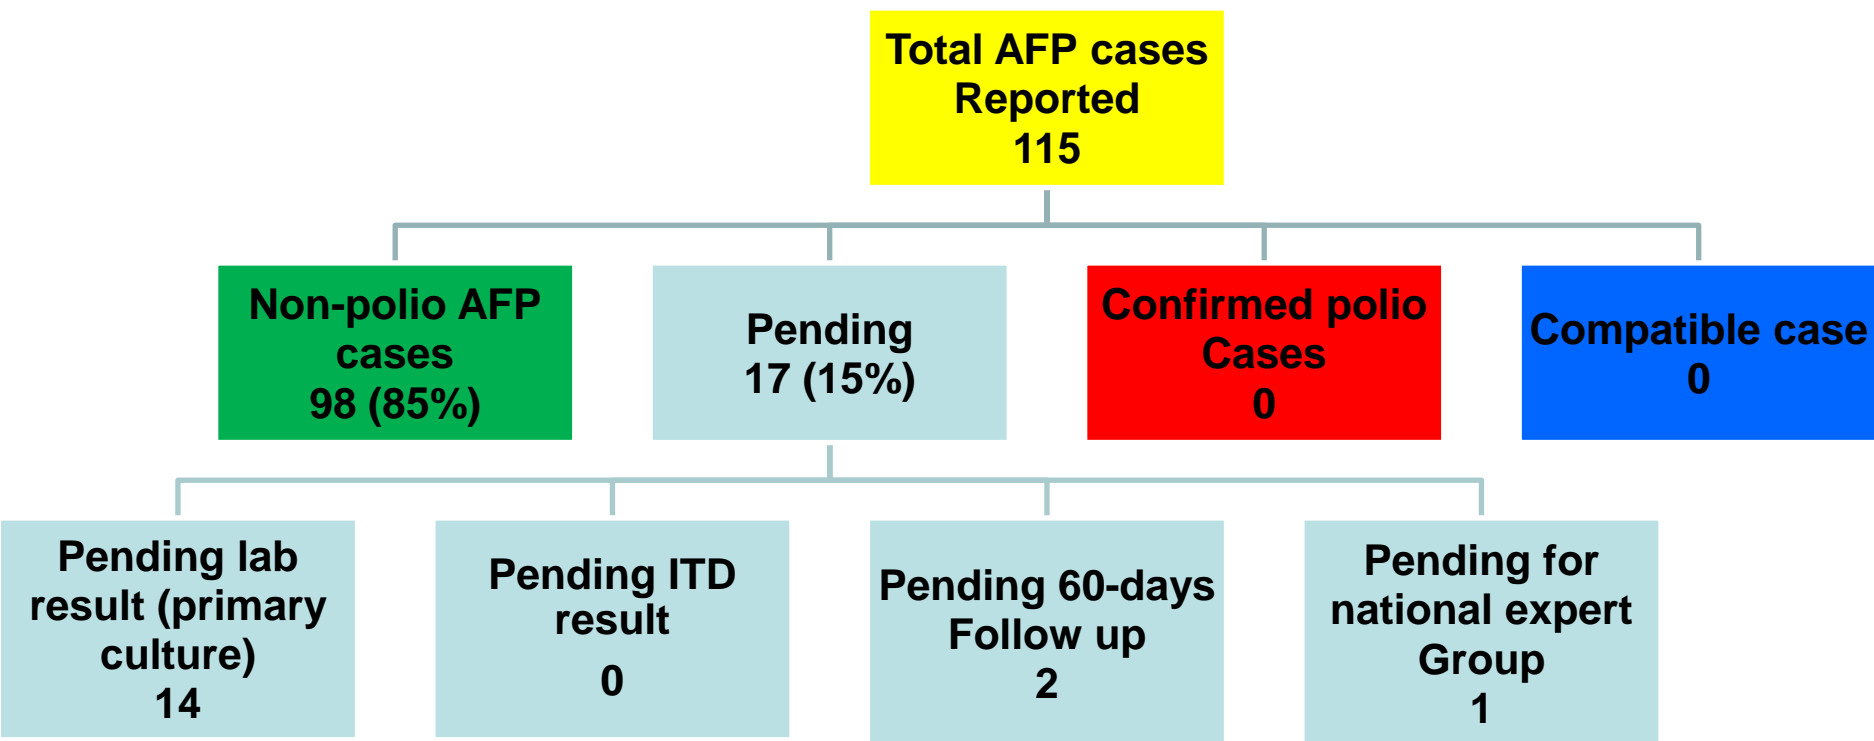 Total AFP cases
Reported
115
Non-polio AFP
cases
98 (85%)
Pending
17 (15%)
Confirmed polio
Cases
0
Compatible case
0
Pending lab
result (primary
culture)
14
Pending ITD
result
0
Pending 60-days
Follow up
2
Pending for
national expert
Group
1